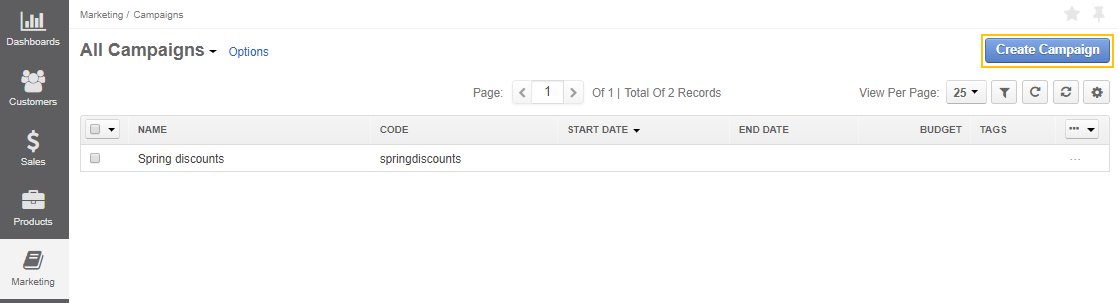 Marketing / Campaigns
Dashboards
Customers
Sales
Products
Marketing
All Campaigns Options
Create Campaign
Page: 1 Of 1 | Total Of 2 Records
View Per Page: 25
NAME CODE START DATE END DATE BUDGET TAGS
Spring discounts springdiscounts ...